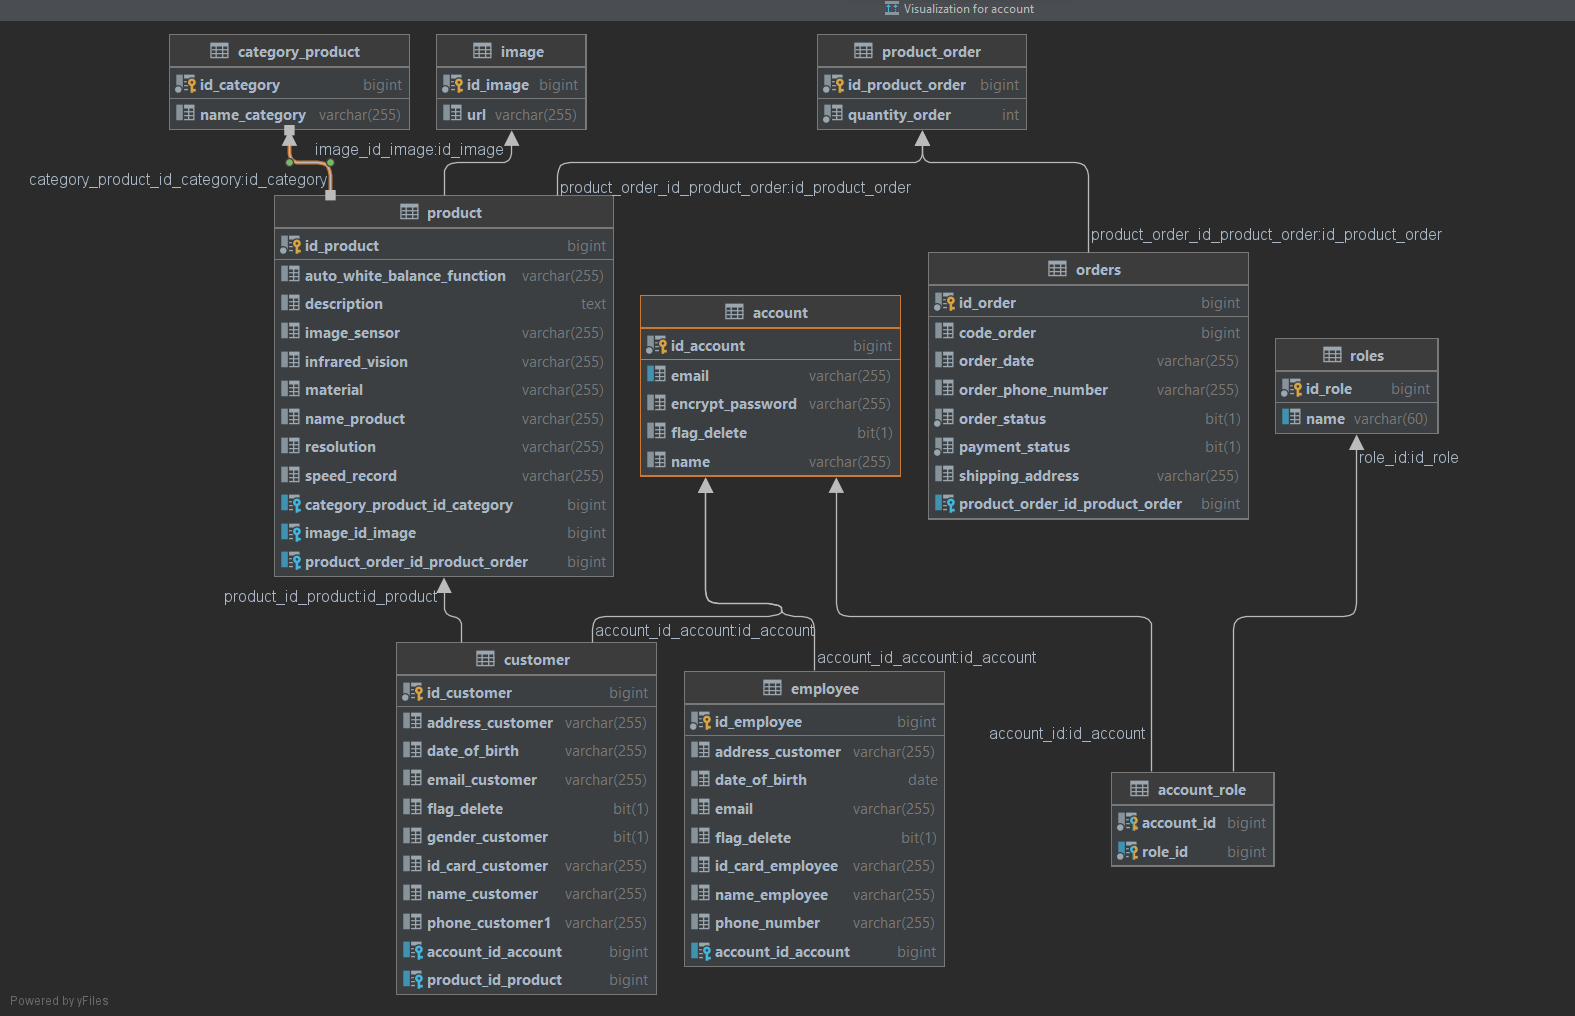 Visualization for account
category_product
id_category bigint
name_category varchar(255)
image
id_image bigint
url varchar(255)
product_order
id_product_order bigint
quantity_order int
image_id_image:id_image
category_product_id_category:id_category
product_order_id_product_order:id_product_order
product_order_id_product_order:id_product_order
product
id_product bigint
auto_white_balance_function varchar(255)
description text
image_sensor varchar(255)
infrared_vision varchar(255)
material varchar(255)
name_product varchar(255)
resolution varchar(255)
speed_record varchar(255)
category_product_id_category bigint
image_id_image bigint
product_order_id_product_order bigint
account
id_account bigint
email varchar(255)
encrypt_password varchar(255)
flag_delete bit(1)
name varchar(255)
orders
id_order bigint
code_order bigint
order_date varchar(255)
order_phone_number varchar(255)
order_status bit(1)
payment_status bit(1)
shipping_address varchar(255)
product_order_id_product_order bigint
roles
id_role bigint
name varchar(60)
role_id:id_role
product_id_product:id_product
account_id_account:id_account
account_id_account:id_account
account_id:id_account
customer
id_customer bigint
address_customer varchar(255)
date_of_birth varchar(255)
email_customer varchar(255)
flag_delete bit(1)
gender_customer bit(1)
id_card_customer varchar(255)
name_customer varchar(255)
phone_customer1 varchar(255)
account_id_account bigint
product_id_product bigint
employee
id_employee bigint
address_customer varchar(255)
date_of_birth date
email varchar(255)
flag_delete bit(1)
id_card_employee varchar(255)
name_employee varchar(255)
phone_number varchar(255)
account_id_account bigint
account_role
account_id bigint
role_id bigint
Powered by yFiles